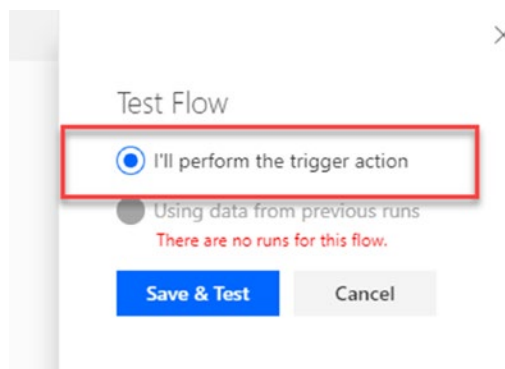 Test Flow
I'll perform the trigger action
Using data from previous runs
There are no runs for this flow.
Save & Test Cancel